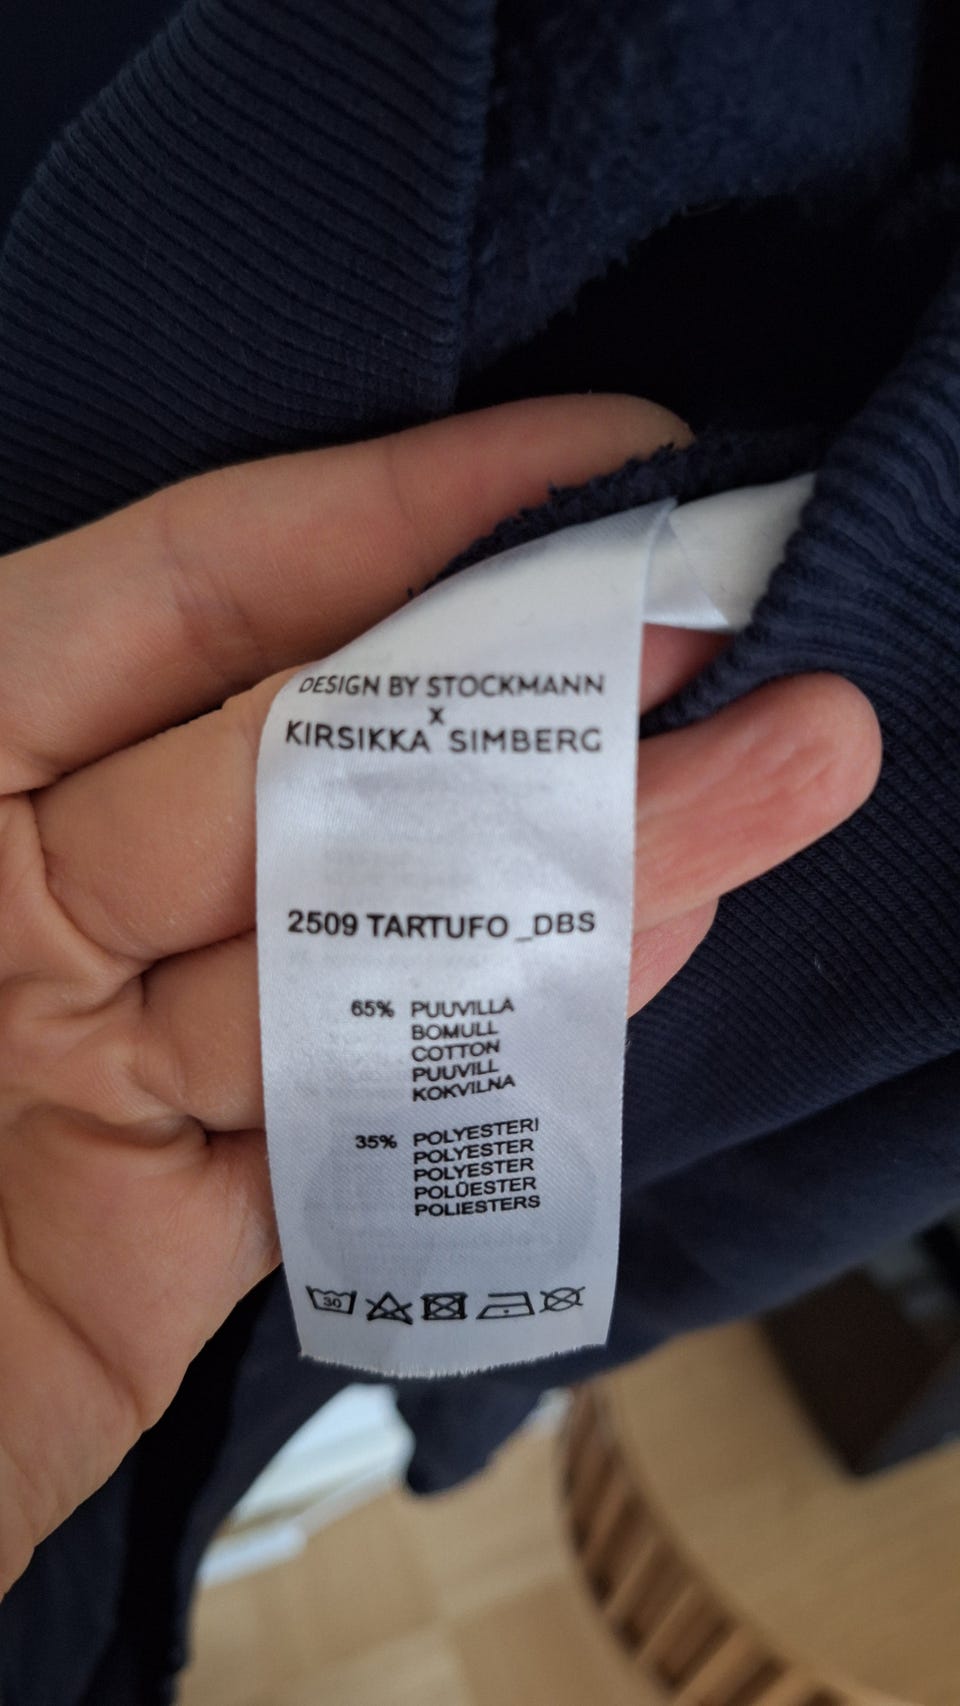 DESIGN BY STOCKMANN
X
KIRSIKKA SIMBERG
2509 TARTUFO _DBS
65% PUUVILLA
BOMULL
COTTON
PUUVILL
KOKVILNA
35% POLYESTERI
POLYESTER
POLYESTER
POLÜESTER
POLIESTERS
30